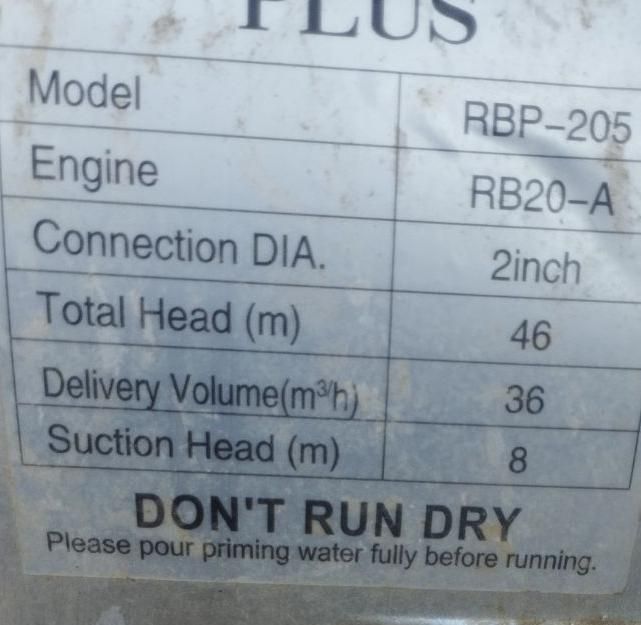 PLUS
Model RBP-205
Engine RB20-A
Connection DIA. 2inch
Total Head (m) 46
Delivery Volume(m³/h) 36
Suction Head (m) 8
DON'T RUN DRY
Please pour priming water fully before running.